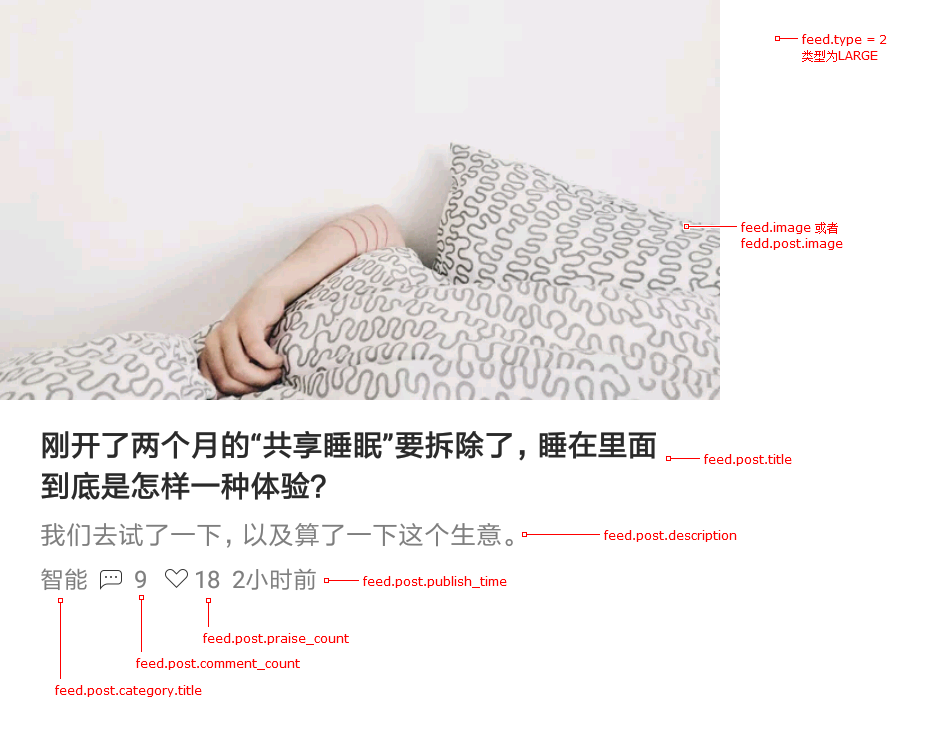 feed.type = 2
类型为LARGE
feed.image 或者
fedd.post.image
刚开了两个月的“共享睡眠”要拆除了，睡在里面
到底是怎样一种体验？
feed.post.title
我们去试了一下，以及算了一下这个生意。
feed.post.description
智能 9 18 2小时前
feed.post.publish_time
feed.post.praise_count
feed.post.comment_count
feed.post.category.title